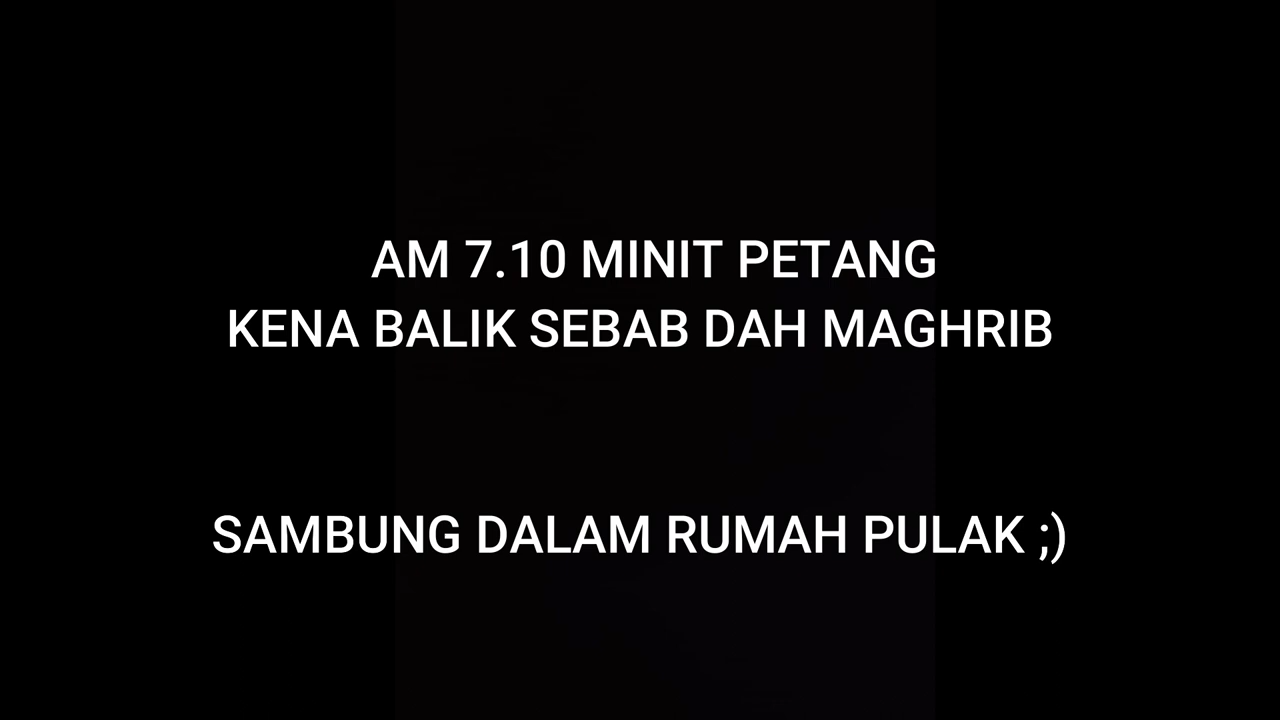 AM 7.10 MINIT PETANG
KENA BALIK SEBAB DAH MAGHRIB
SAMBUNG DALAM RUMAH PULAK ;)